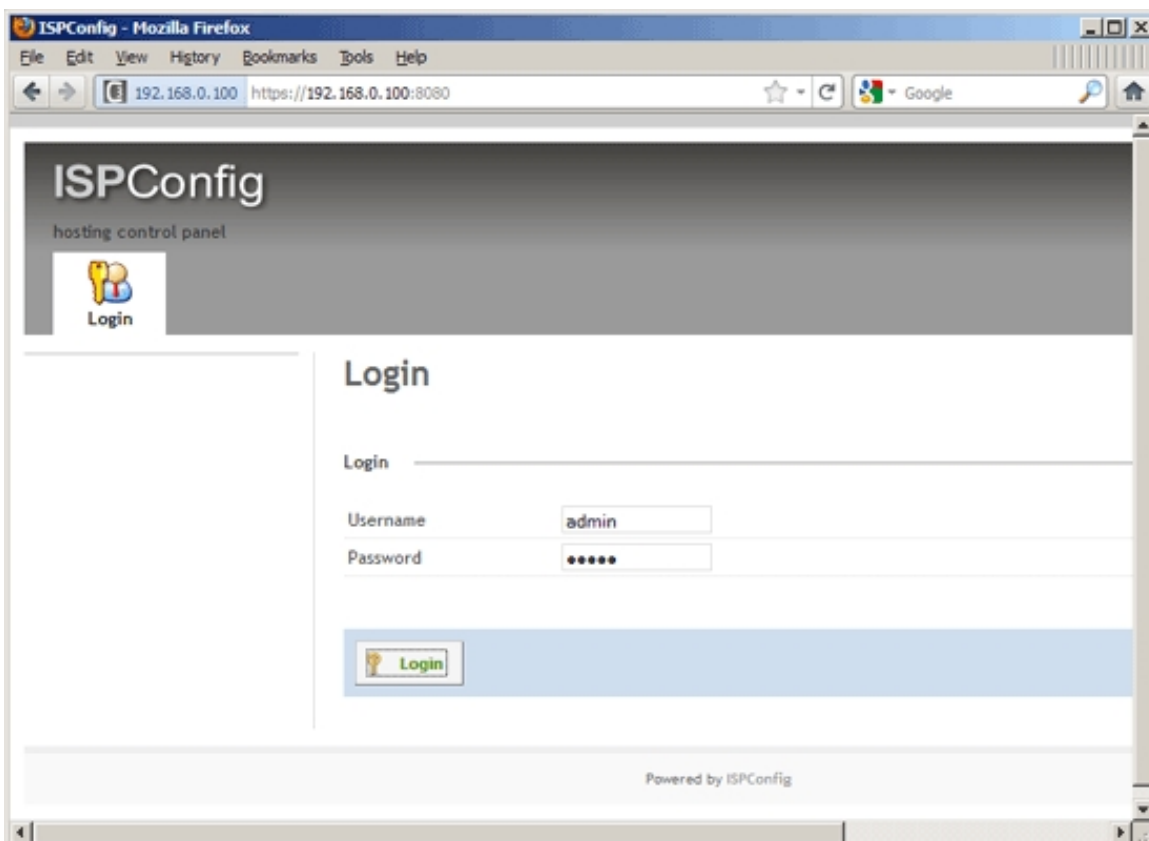 ISPConfig - Mozilla Firefox
File Edit View History Bookmarks Tools Help
192.168.0.100 https://192.168.0.100:8080 Google
ISPConfig
hosting control panel
Login
Login
Login
Username admin
Password •••••
Login
Powered by ISPConfig